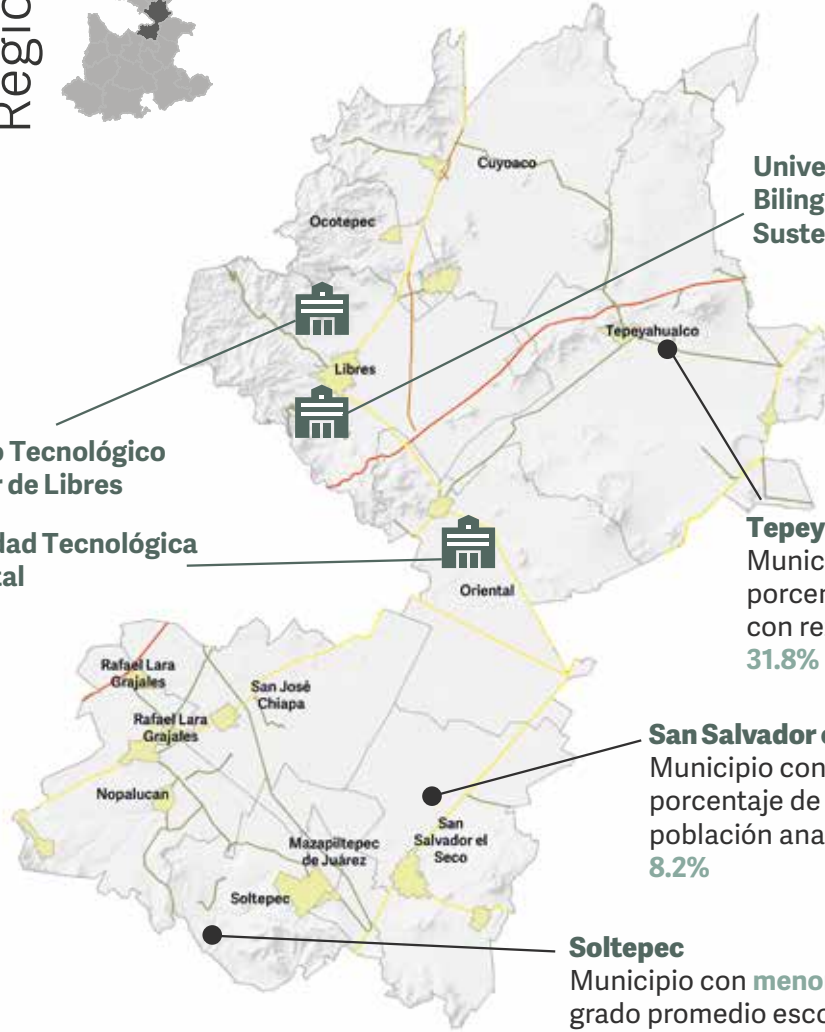 Regio
Cuyoaco
Ocotepec
Unive
Biling
Suste
Tepeyahualco
Libres
o Tecnológico
r de Libres
dad Tecnológica
tal
Oriental
Tepey
Munic
porcen
con re
31.8%
Rafael Lara
Grajales
San José
Chiapa
Rafael Lara
Grajales
Nopalucan
San Salvador e
Municipio con
porcentaje de
población ana
8.2%
San
Salvador el
Seco
Mazapiltepec
de Juárez
Soltepec
Soltepec
Municipio con meno
grado promedio esco